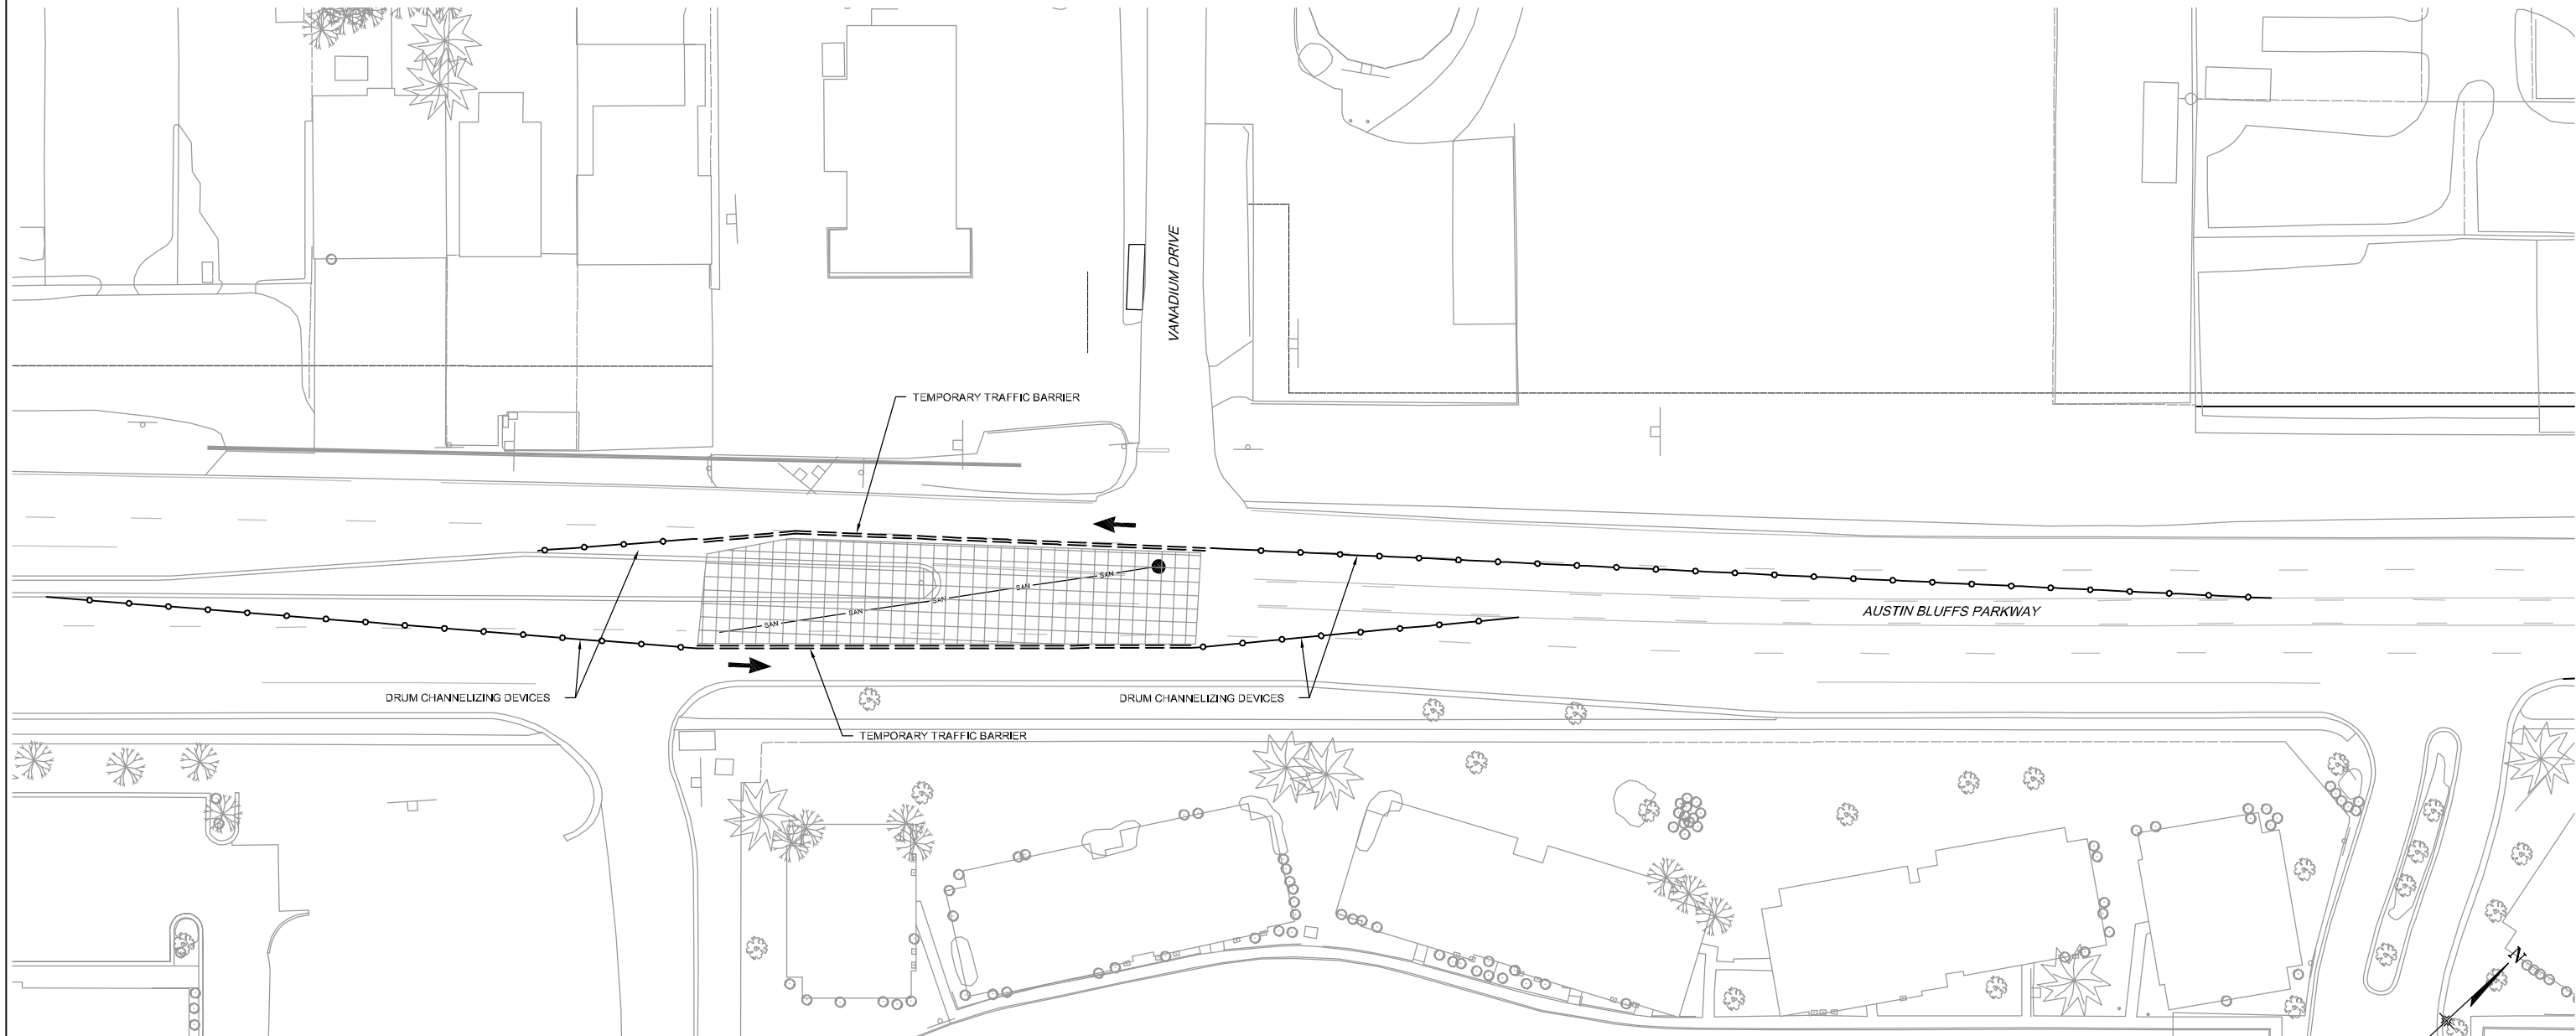 VANADIUM DRIVE
TEMPORARY TRAFFIC BARRIER
SAN
SAN
SAN
SAN
SAN
AUSTIN BLUFFS PARKWAY
DRUM CHANNELIZING DEVICES
DRUM CHANNELIZING DEVICES
TEMPORARY TRAFFIC BARRIER
N